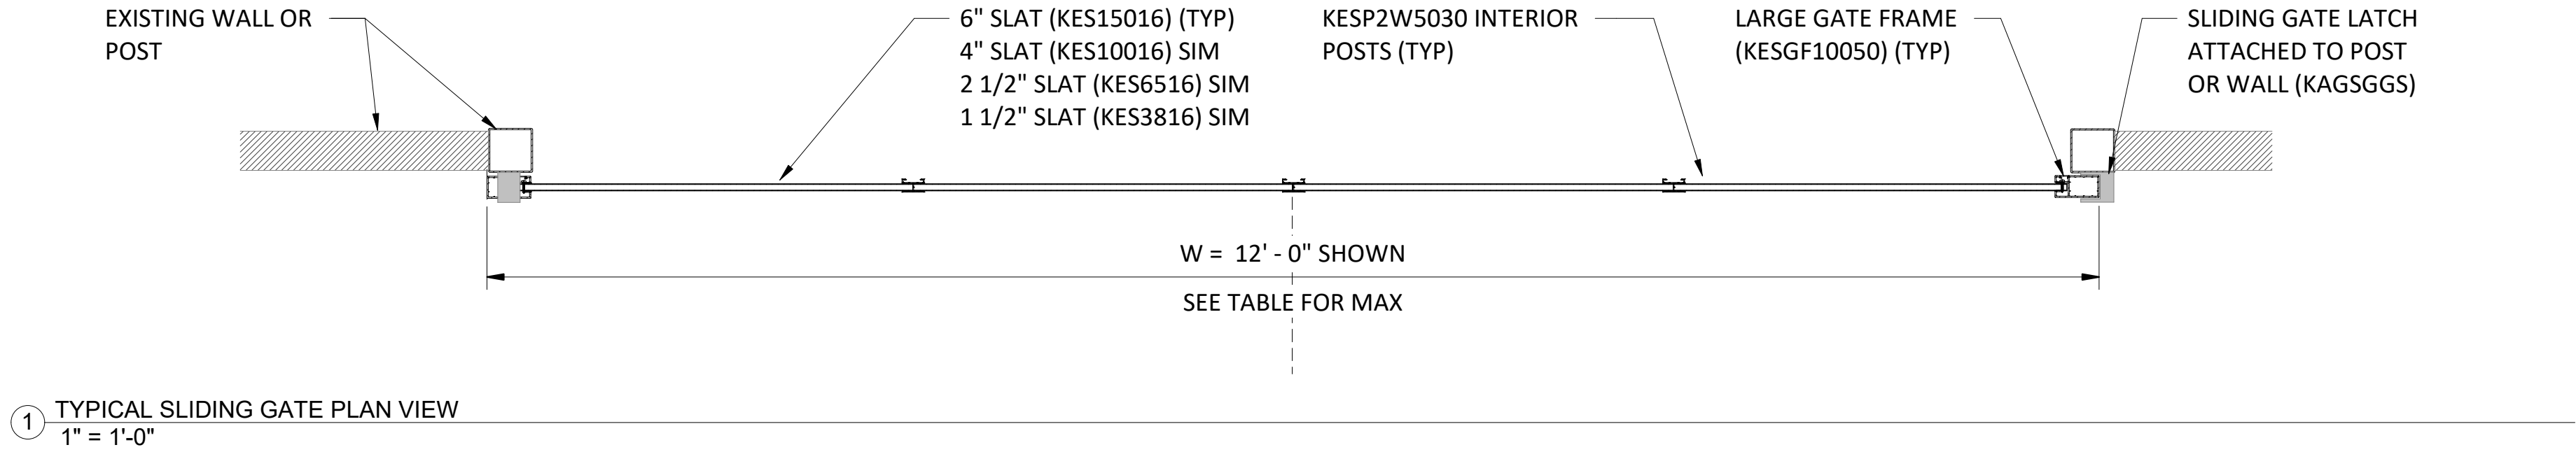 EXISTING WALL OR
POST
6" SLAT (KES15016) (TYP)
4" SLAT (KES10016) SIM
2 1/2" SLAT (KES6516) SIM
1 1/2" SLAT (KES3816) SIM
KESP2W5030 INTERIOR
POSTS (TYP)
LARGE GATE FRAME
(KESGF10050) (TYP)
SLIDING GATE LATCH
ATTACHED TO POST
OR WALL (KAGSGGS)
W = 12' - 0" SHOWN
SEE TABLE FOR MAX
1 TYPICAL SLIDING GATE PLAN VIEW
1" = 1'-0"